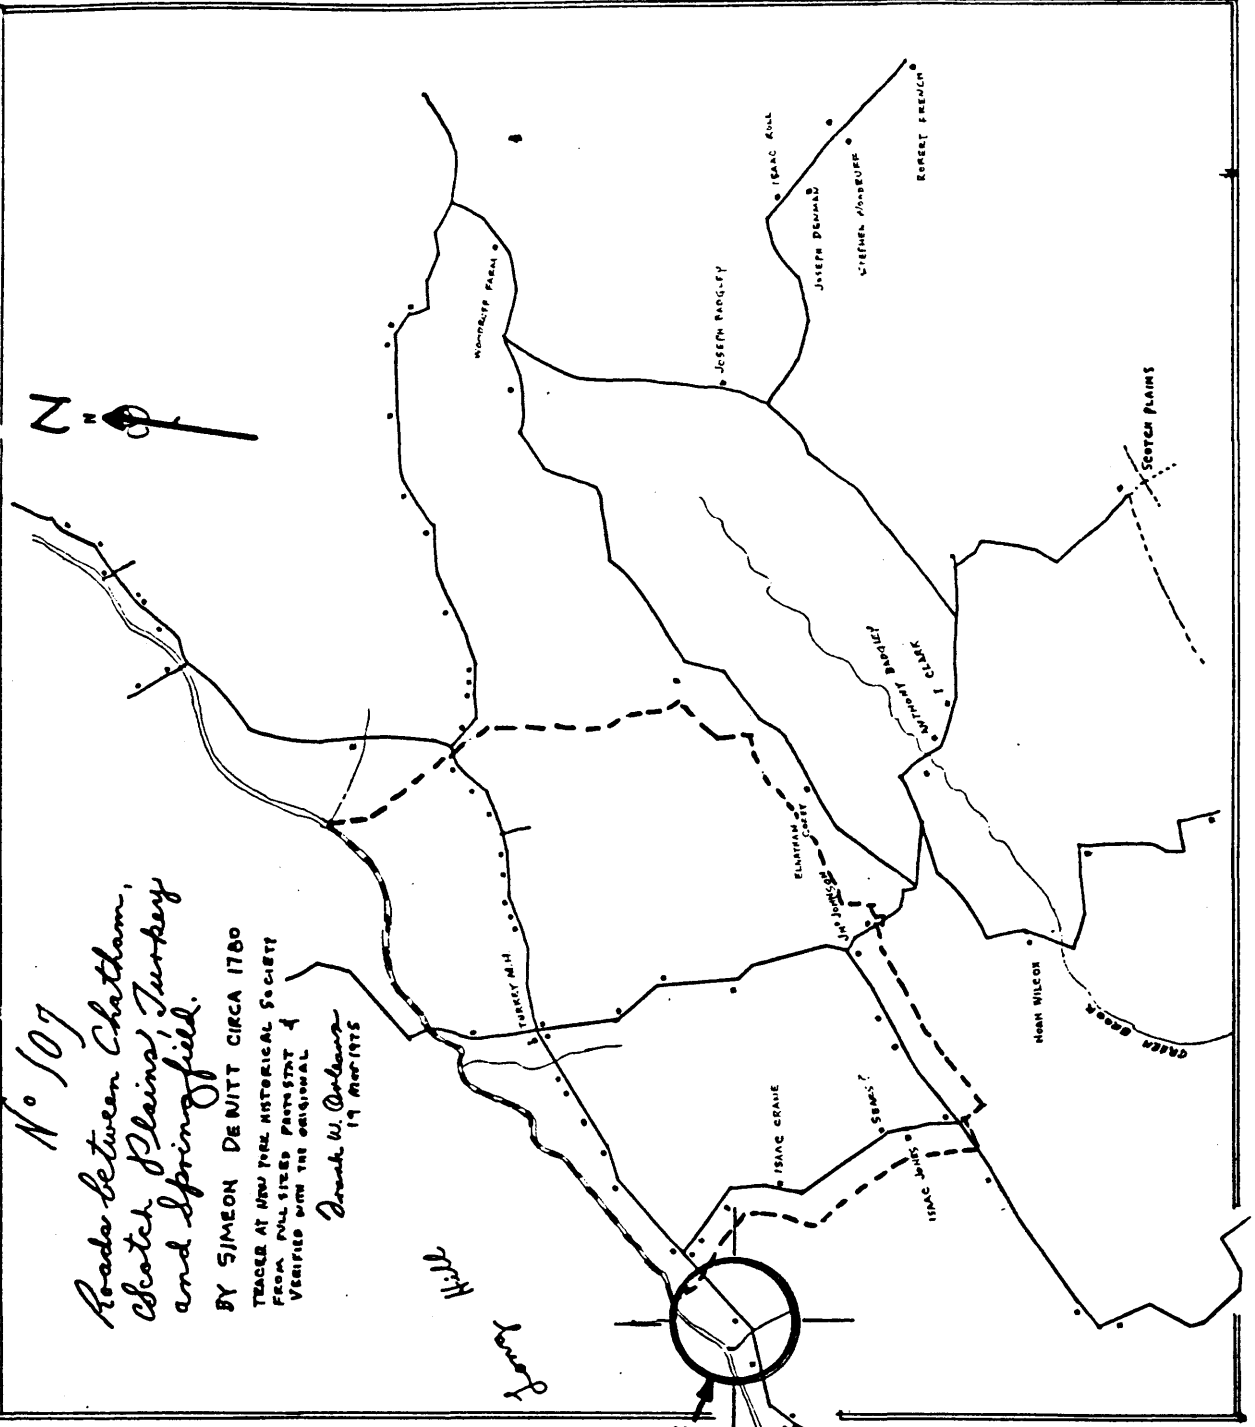 No 107
Roads between Chatham,
Scotch Plains, Turkey
and Springfield.
BY SIMEON DEWITT CIRCA 1780
TRACED AT NEW YORK HISTORICAL SOCIETY
FROM FULL SIZED PHOTOSTAT &
VERIFIED WITH THE ORIGINAL
Frank W. Orleans
19 Mar 1975
N
N
Long
Hill
TURKEY M.H.
WOODRUFF FARM
ISAAC ROLL
JOSEPH DENMAN
STEPHEN WOODRUFF
ROBERT FRENCH
JOSEPH BADGLEY
SCOTCH PLAINS
ANTHONY BADGLEY
I CLARK
ELNATHAN
COREY
JNº JOHNSON
NOAH WILCOX
GREEN BROOK
ISAAC CRANE
SEARS?
ISAAC JONES